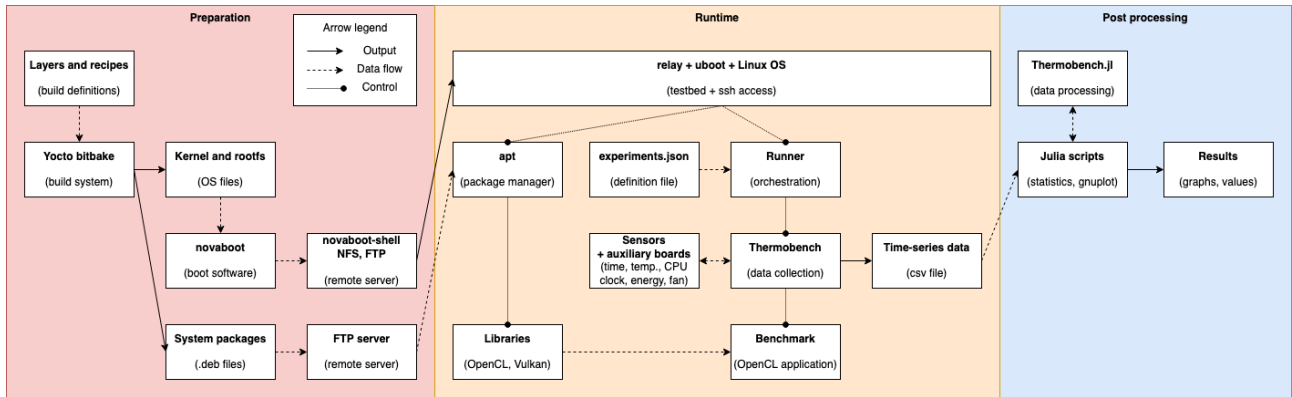 Preparation
Runtime
Post processing
Arrow legend
Output
Data flow
Control
Layers and recipes
(build definitions)
relay + uboot + Linux OS
(testbed + ssh access)
Thermobench.jl
(data processing)
Yocto bitbake
(build system)
Kernel and rootfs
(OS files)
apt
(package manager)
experiments.json
(definition file)
Runner
(orchestration)
Julia scripts
(statistics, gnuplot)
Results
(graphs, values)
novaboot
(boot software)
novaboot-shell
NFS, FTP
(remote server)
Sensors
+ auxiliary boards
(time, temp., CPU
clock, energy, fan)
Thermobench
(data collection)
Time-series data
(csv file)
System packages
(.deb files)
FTP server
(remote server)
Libraries
(OpenCL, Vulkan)
Benchmark
(OpenCL application)